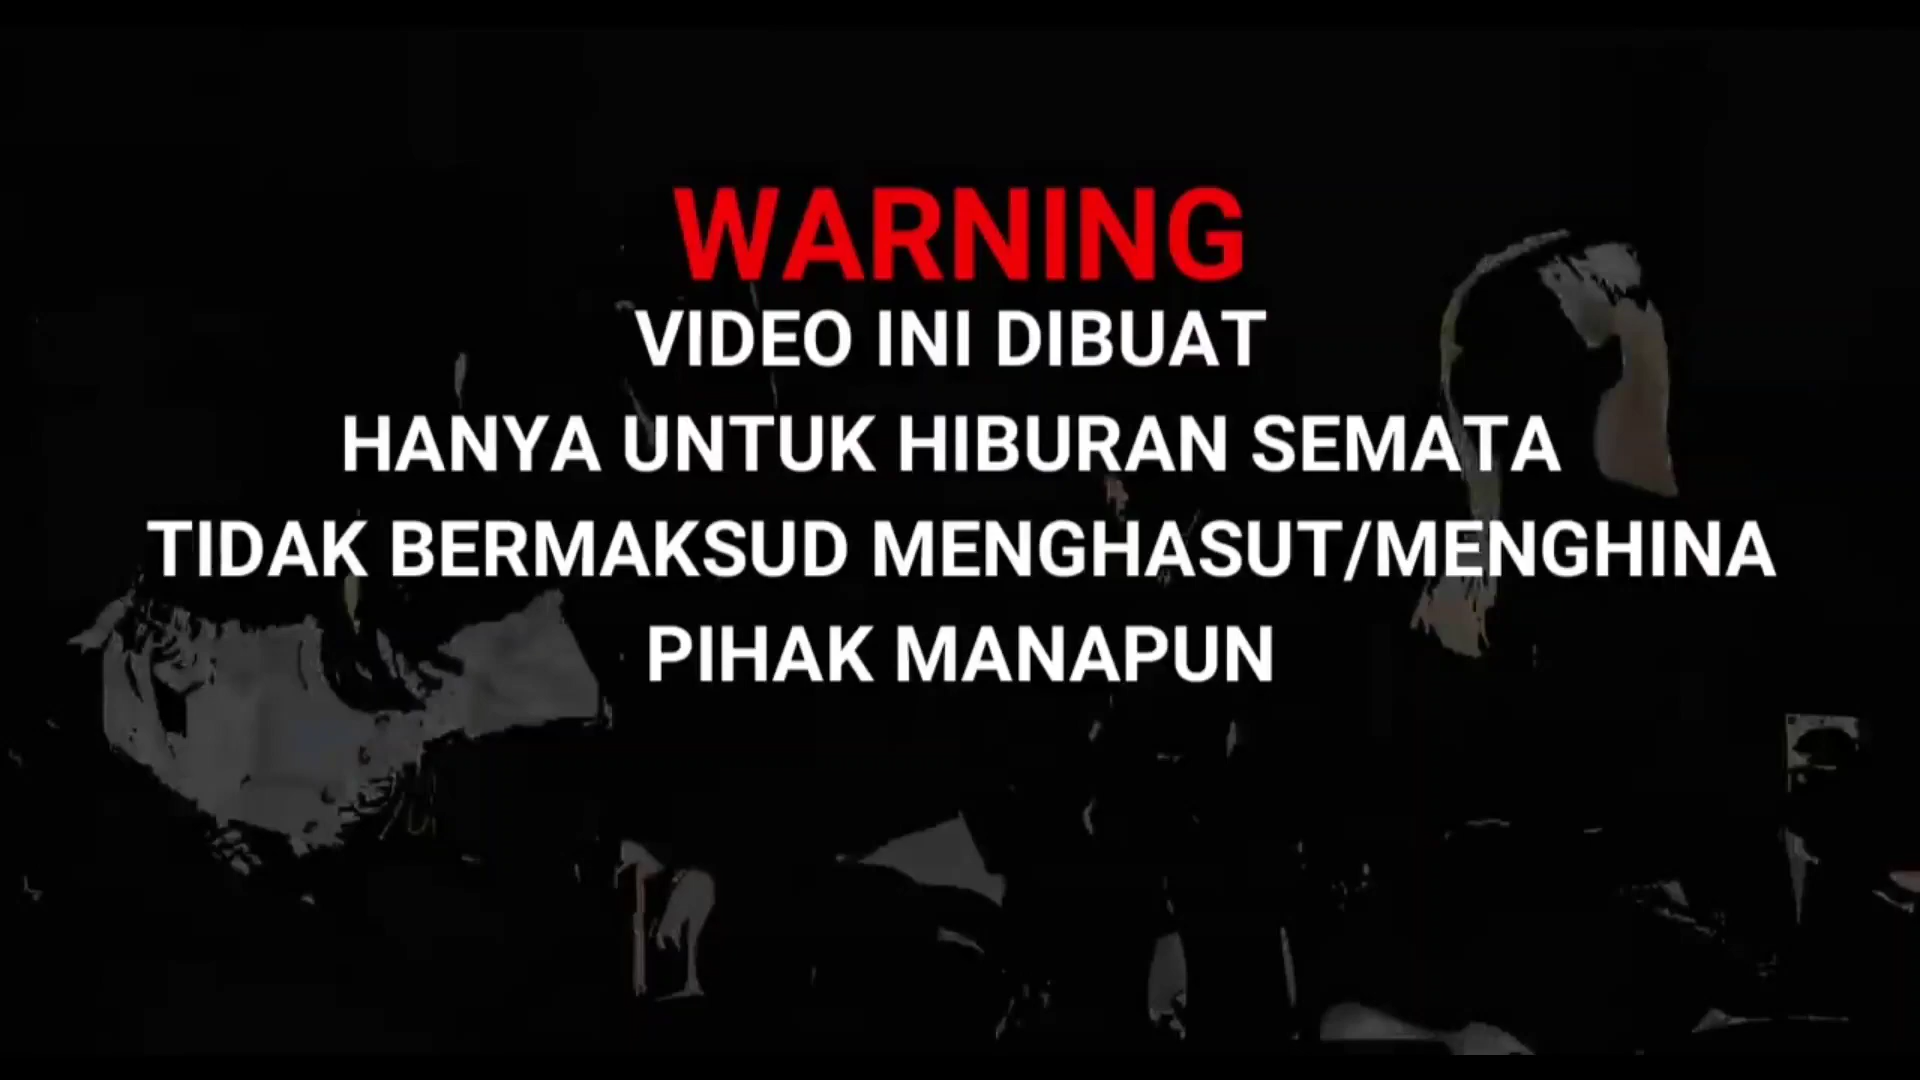 WARNING
VIDEO INI DIBUAT
HANYA UNTUK HIBURAN SEMATA
TIDAK BERMAKSUD MENGHASUT/MENGHINA
PIHAK MANAPUN